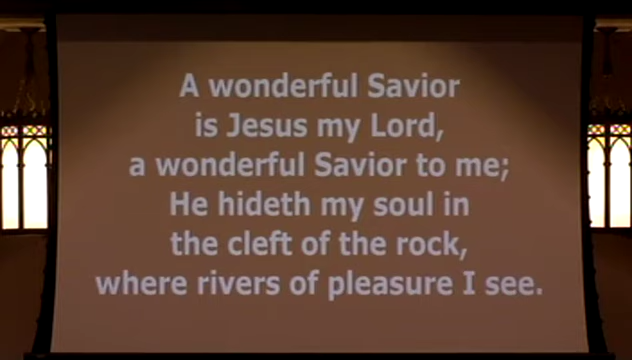 A wonderful Savior
is Jesus my Lord,
a wonderful Savior to me;
He hideth my soul in
the cleft of the rock,
where rivers of pleasure I see.